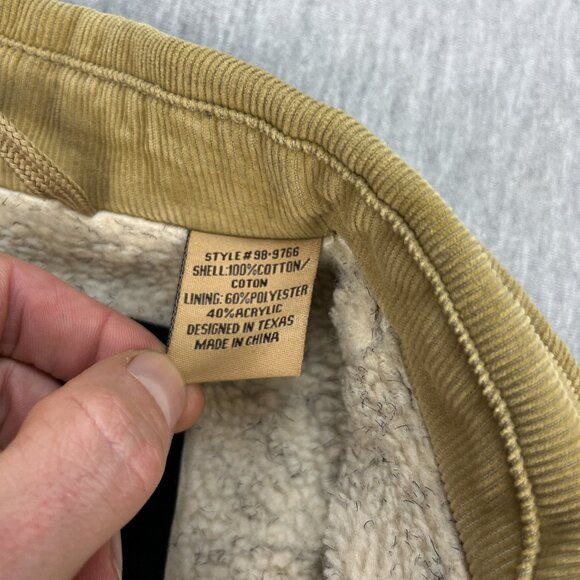 STYLE # 98-9766
SHELL:100%COTTON/
COTON
LINING: 60%POLYESTER
40%ACRYLIC
DESIGNED IN TEXAS
MADE IN CHINA